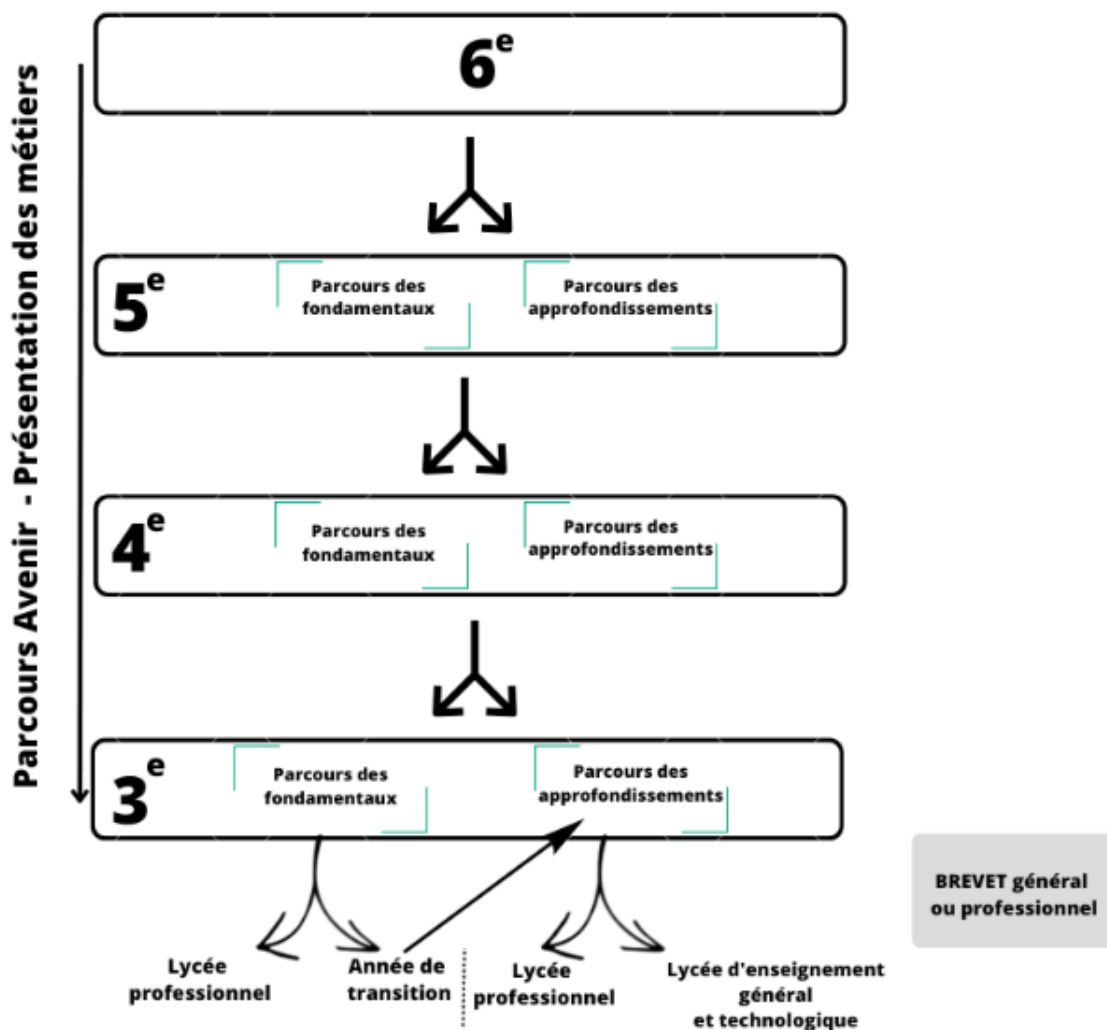 Parcours Avenir - Présentation des métiers
6e
5e
Parcours des
fondamentaux
Parcours des
approfondissements
4e
Parcours des
fondamentaux
Parcours des
approfondissements
3e
Parcours des
fondamentaux
Parcours des
approfondissements
BREVET général
ou professionnel
Lycée
professionnel
Année de
transition
Lycée
professionnel
Lycée d'enseignement
général
et technologique